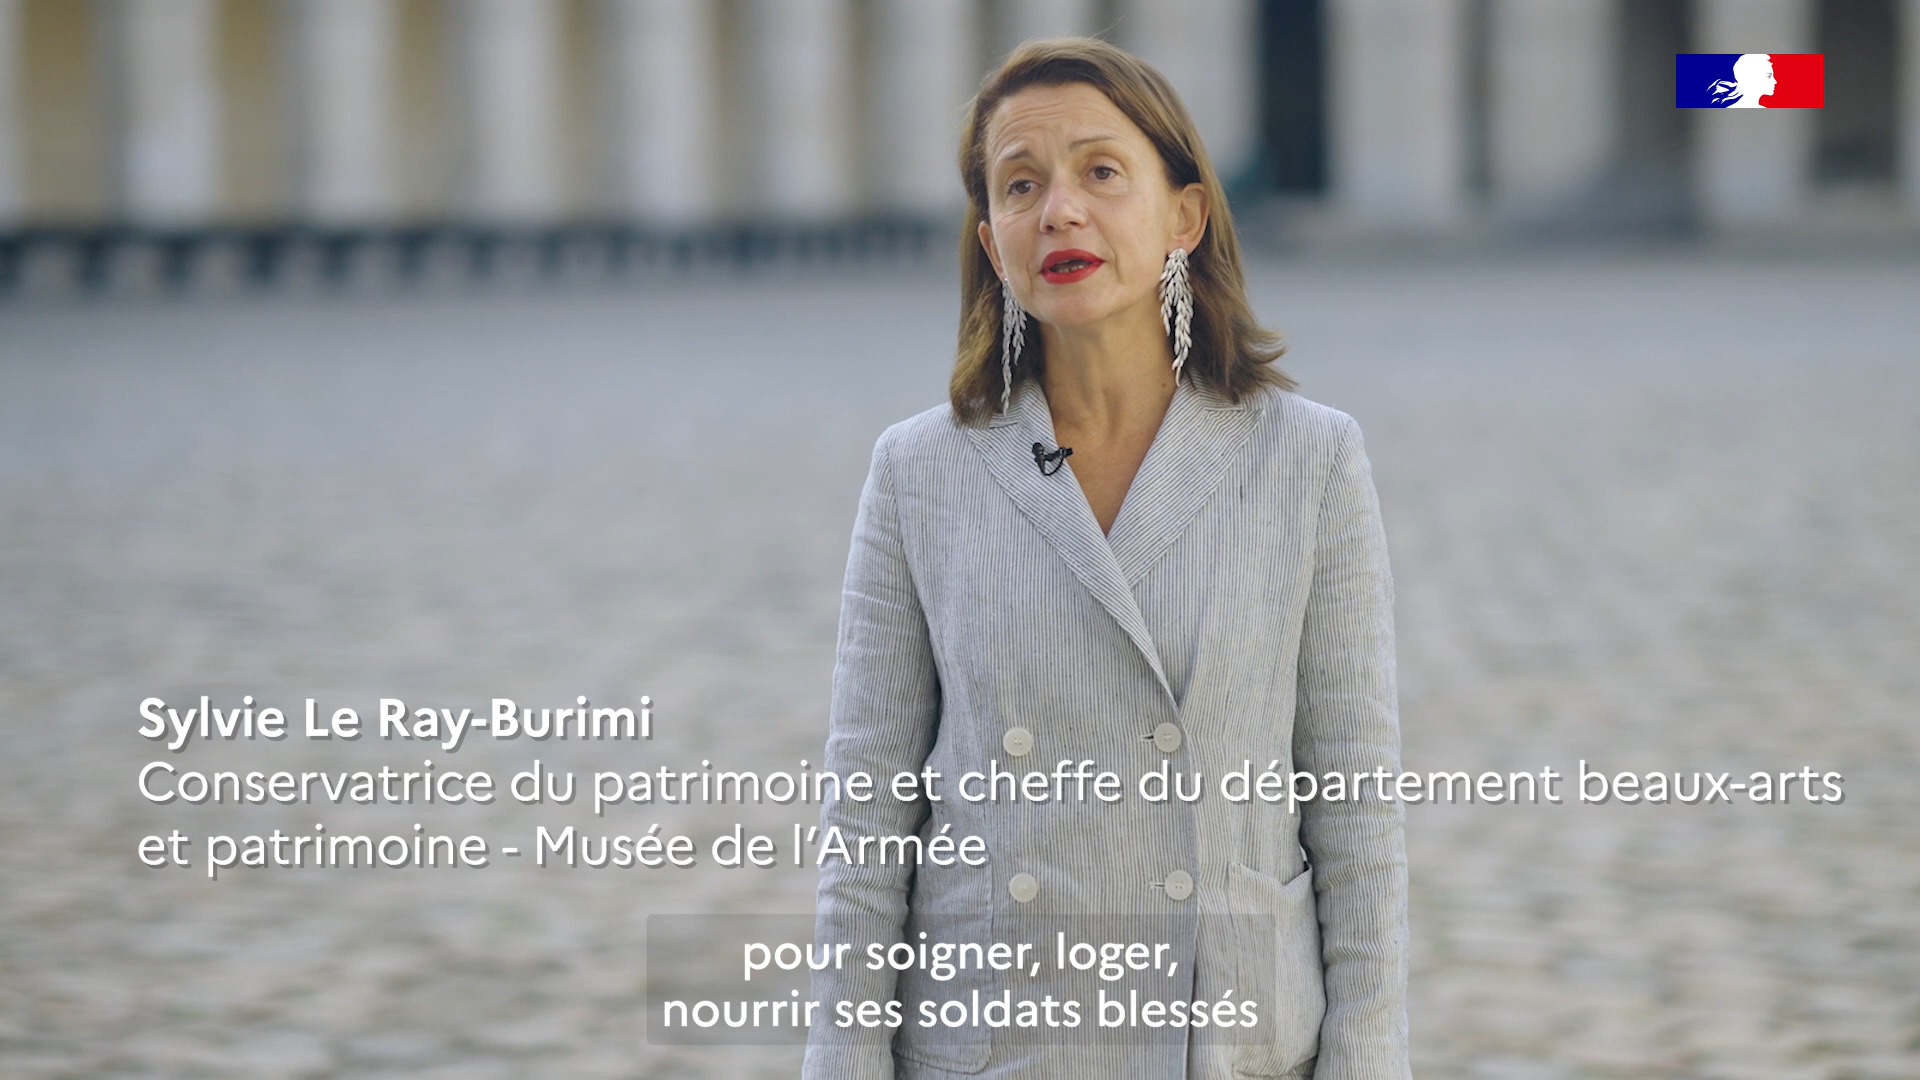 Sylvie Le Ray-Burimi
Conservatrice du patrimoine et cheffe du département beaux-arts
et patrimoine - Musée de l'Armée
pour soigner, loger,
nourrir ses soldats blessés